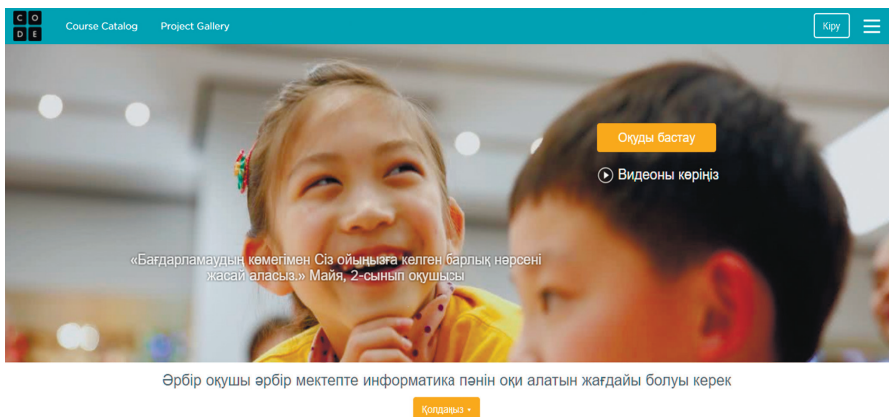 C O
D E
Course Catalog
Project Gallery
Кіру
Оқуды бастау
Видеоны көріңіз
«Бағдарламаудың көмегімен Сіз ойыңызға келген барлық нәрсені
жасай аласыз.» Майя, 2-сынып оқушысы
Әрбір оқушы әрбір мектепте информатика пәнін оқи алатын жағдайы болуы керек
Қолдаңыз